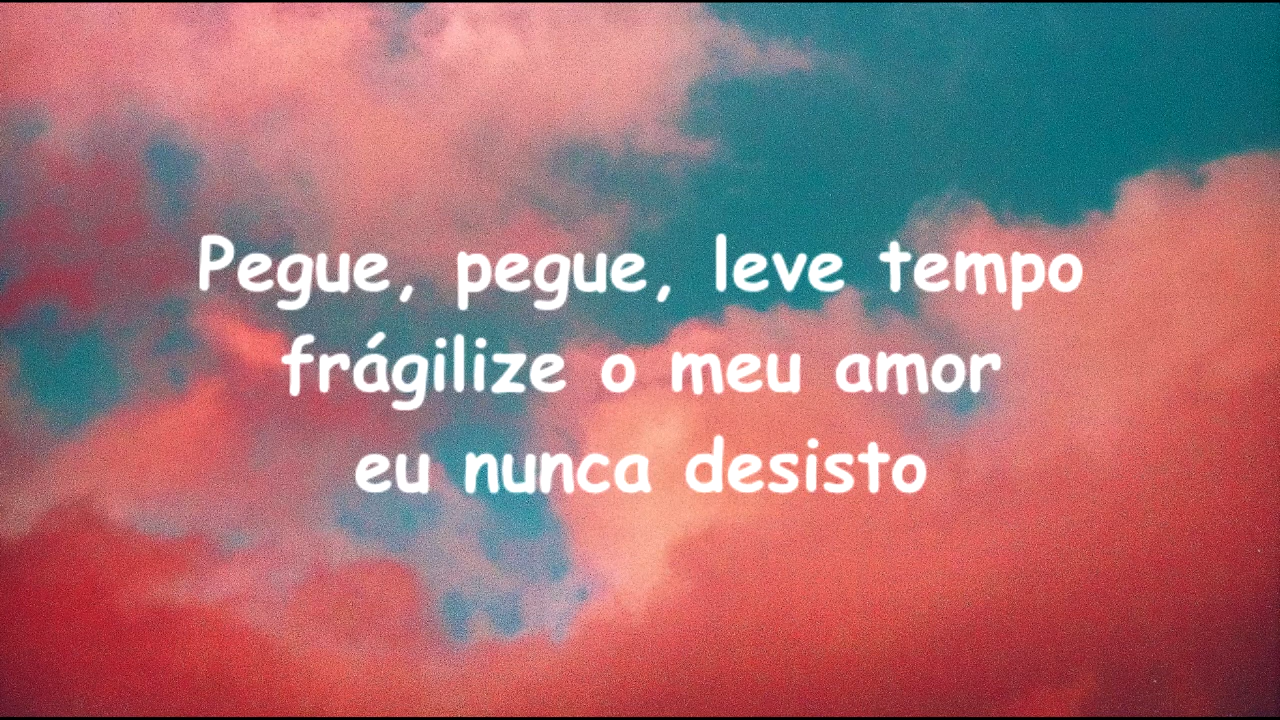 Pegue, pegue, leve tempo
frágilize o meu amor
eu nunca desisto